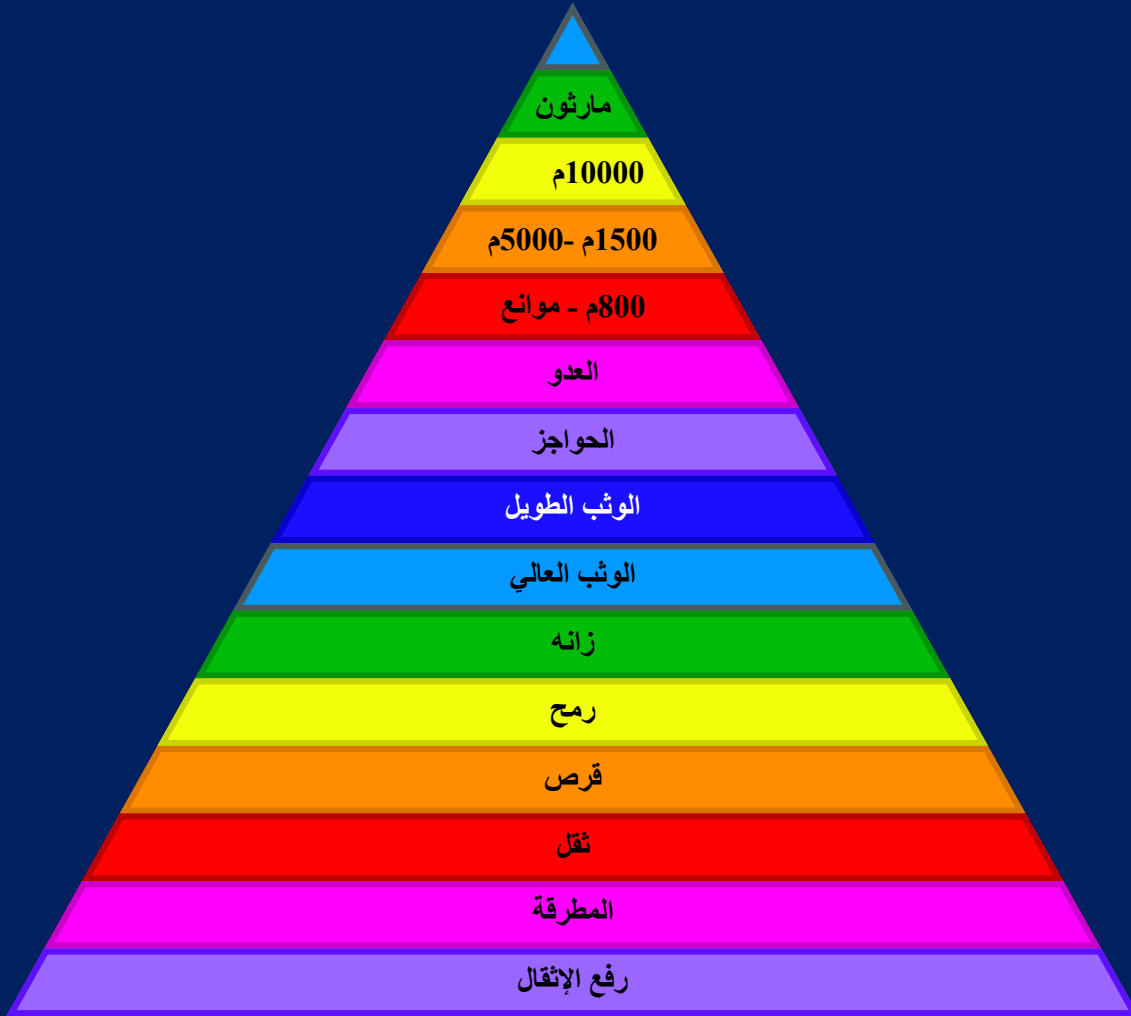 مارثون
10000م
1500م -5000م
800م - موانع
العدو
الحواجز
الوثب الطويل
الوثب العالي
زانه
رمح
قرص
ثقل
المطرقة
رفع الإثقال